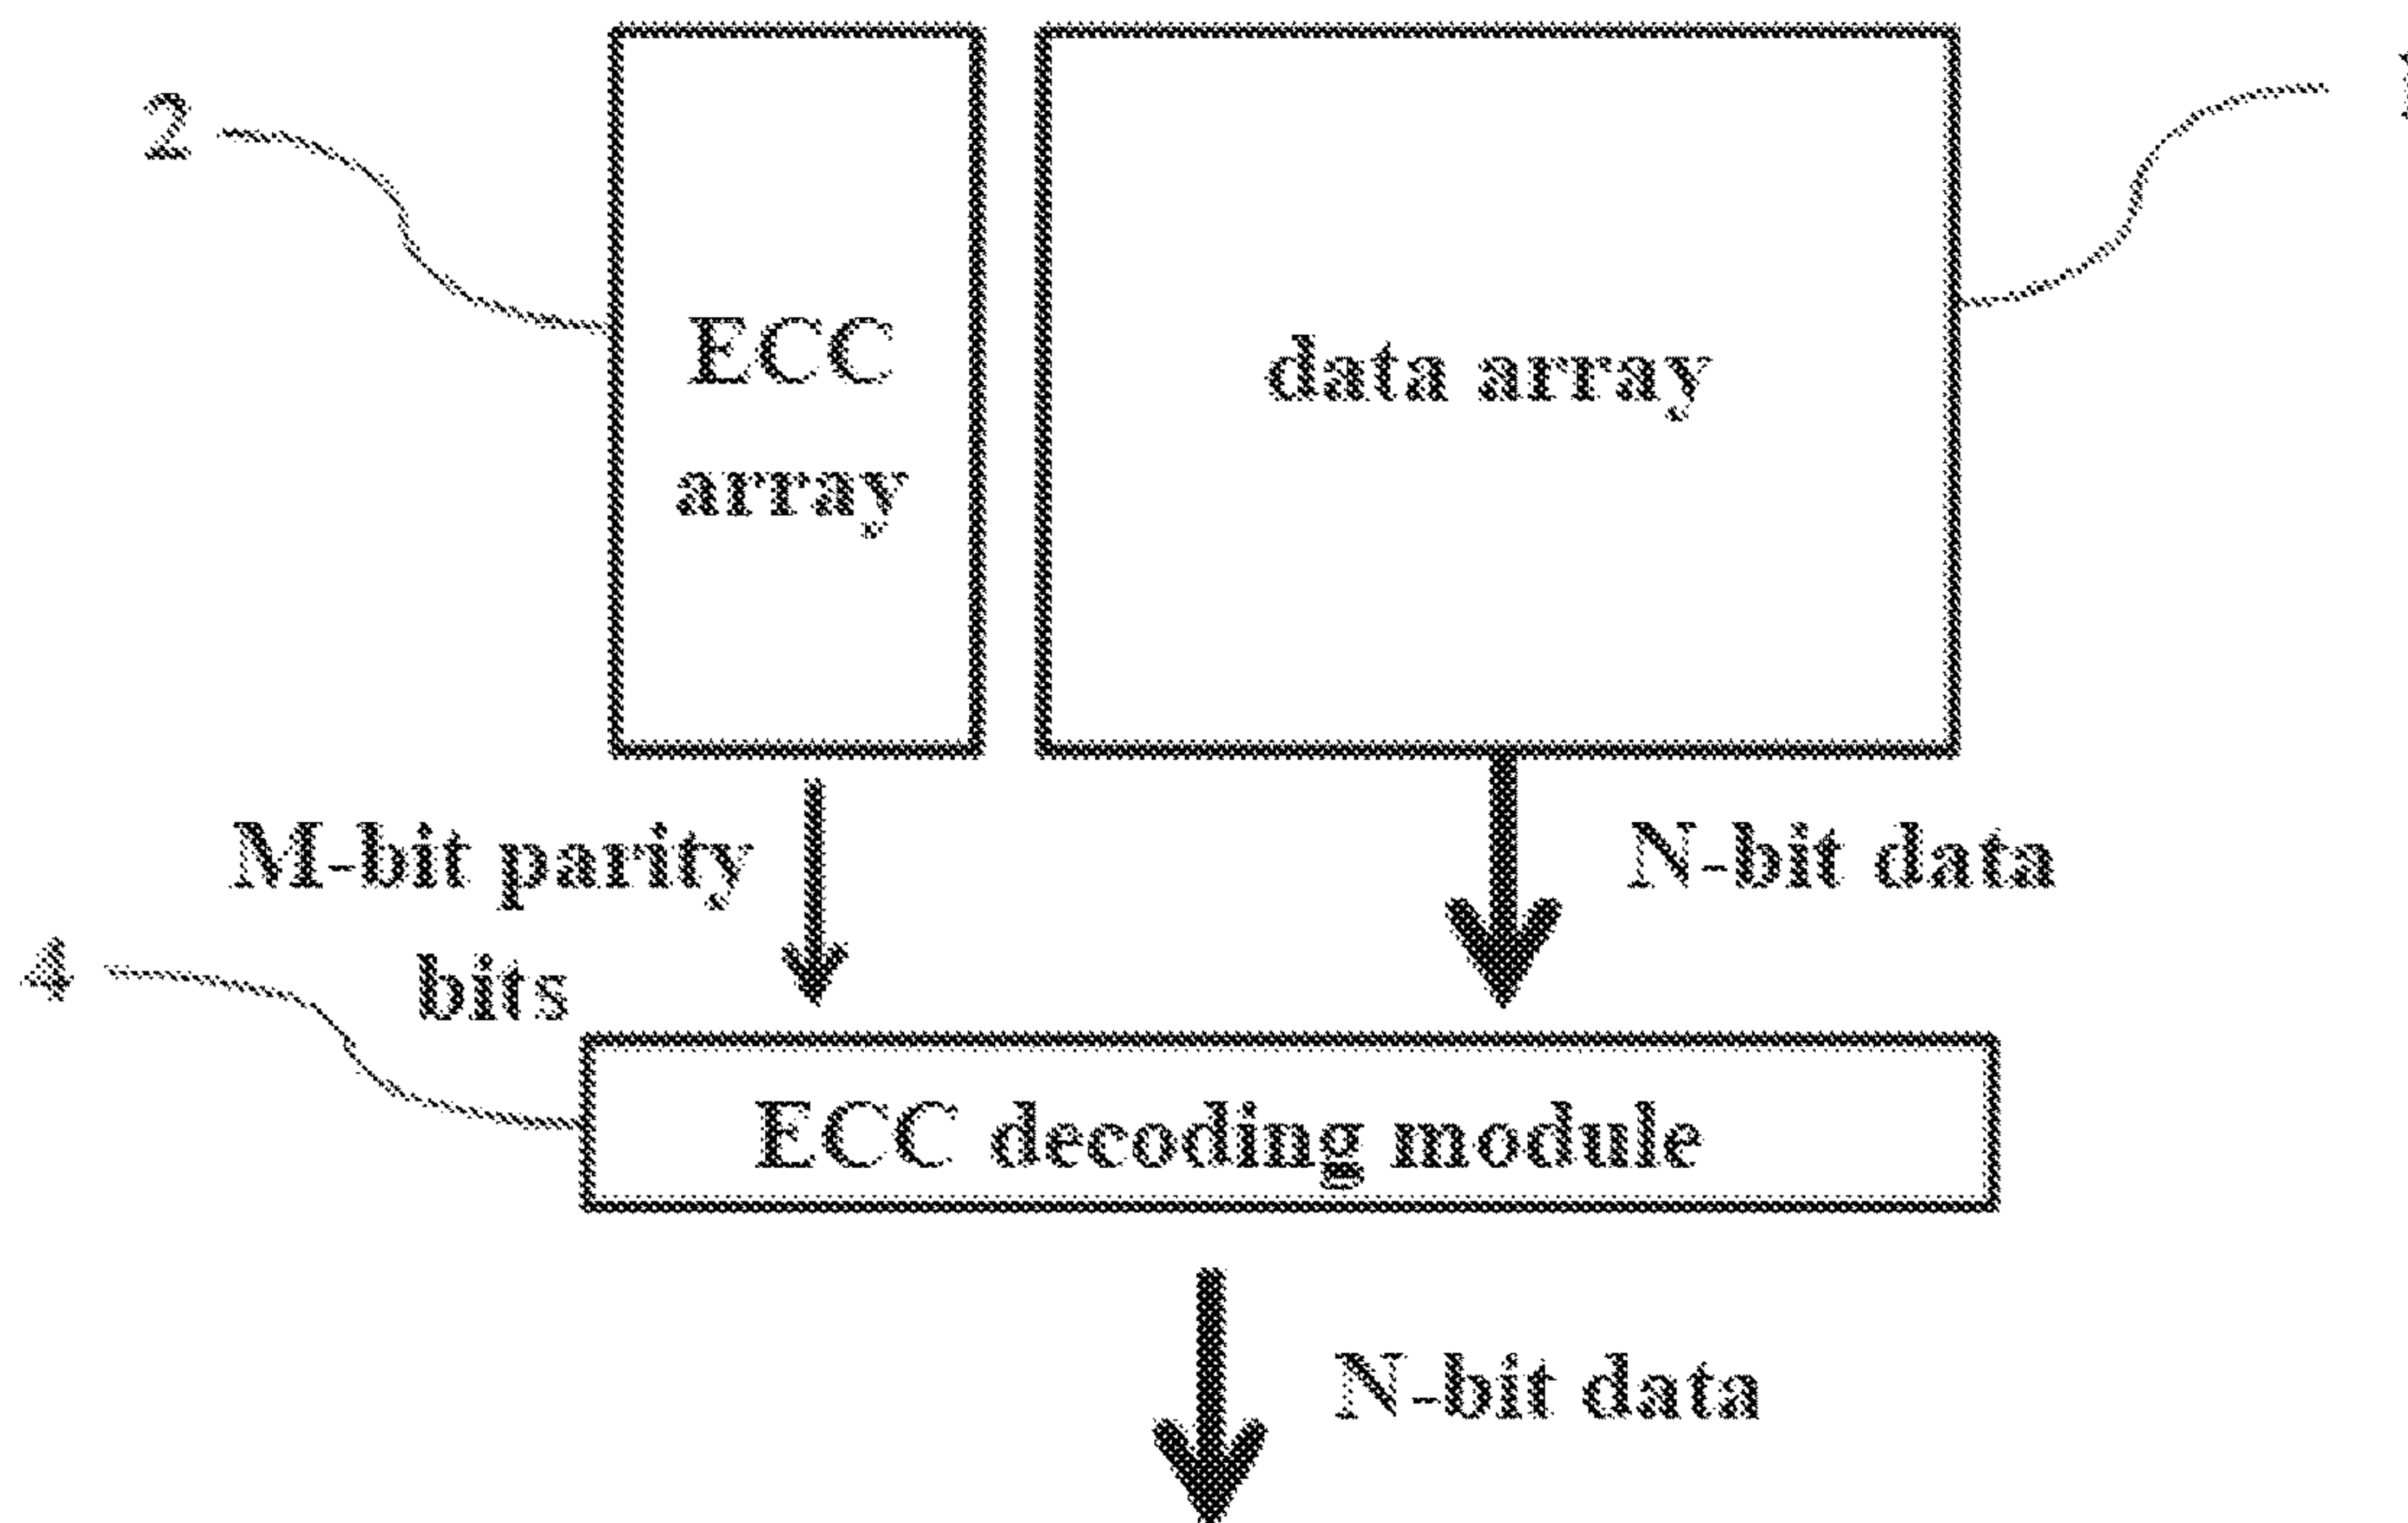 2
ECC
array
data array
M-bit parity
bits
N-bit data
4
ECC decoding module
N-bit data